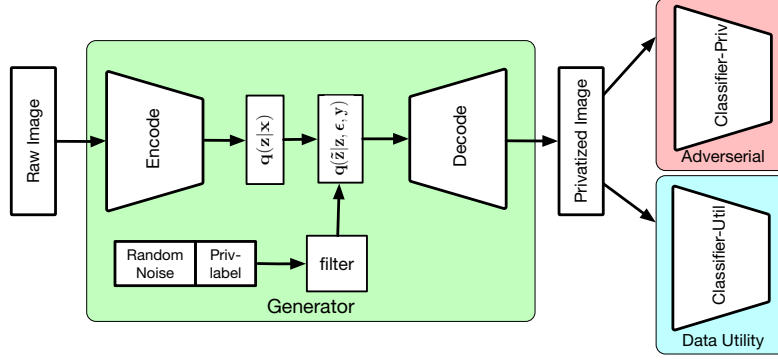 Raw Image
Encode
q(z|x)
q(z̃|z, ϵ, y)
Decode
Random
Noise
Priv-
label
filter
Generator
Privatized Image
Classifier-Priv
Adverserial
Classifier-Util
Data Utility